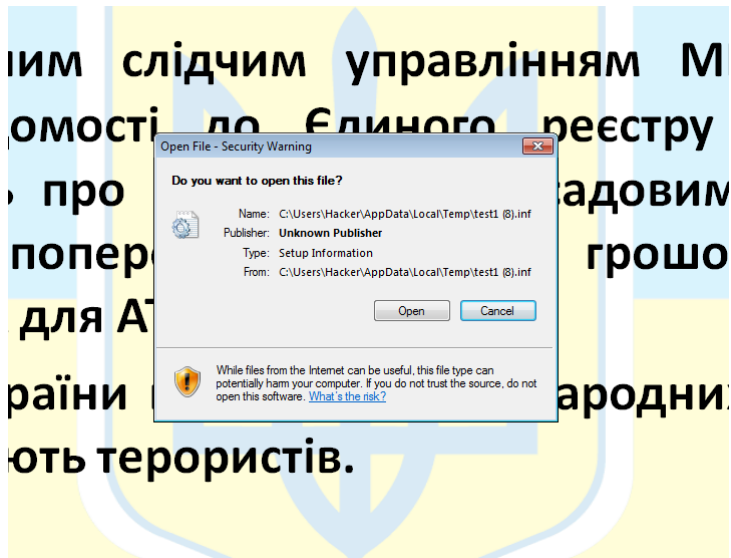 ним слідчим управлінням М
омості до Єдиного реєстру
про садовим
попер грошо
для АТ
раїни ародних
ють терористів.
Open File - Security Warning
Do you want to open this file?
Name: C:\Users\Hacker\AppData\Local\Temp\test1 (8).inf
Publisher: Unknown Publisher
Type: Setup Information
From: C:\Users\Hacker\AppData\Local\Temp\test1 (8).inf
Open Cancel
While files from the Internet can be useful, this file type can
potentially harm your computer. If you do not trust the source, do not
open this software. What's the risk?